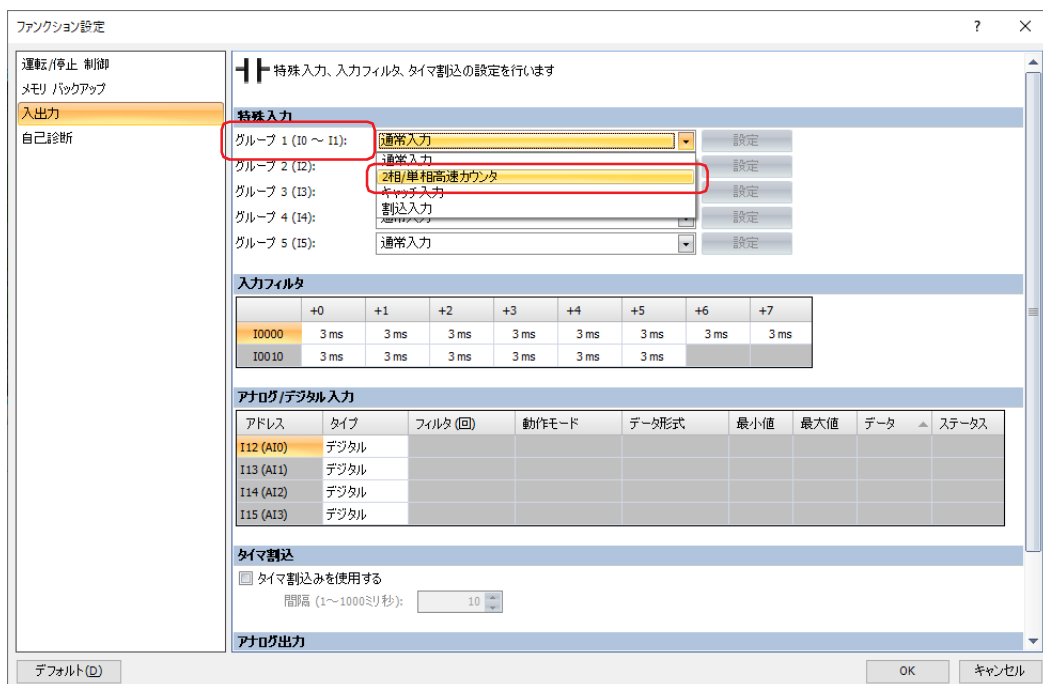 ファンクション設定
? ×
運転/停止 制御
メモリ バックアップ
入出力
自己診断
特殊入力、入力フィルタ、タイマ割込の設定を行います
特殊入力
グループ 1 (I0 ～ I1): 通常入力 設定
通常入力
グループ 2 (I2): 設定
2相/単相高速カウンタ
グループ 3 (I3): キャッチ入力 設定
割込入力
グループ 4 (I4): 通常入力 設定
グループ 5 (I5): 通常入力 設定
入力フィルタ
+0 +1 +2 +3 +4 +5 +6 +7
I0000 3 ms 3 ms 3 ms 3 ms 3 ms 3 ms 3 ms 3 ms
I0010 3 ms 3 ms 3 ms 3 ms 3 ms 3 ms
アナログ/デジタル入力
アドレス タイプ フィルタ (回) 動作モード データ形式 最小値 最大値 データ ステータス
I12 (AI0) デジタル
I13 (AI1) デジタル
I14 (AI2) デジタル
I15 (AI3) デジタル
タイマ割込
タイマ割込みを使用する
間隔 (1～1000ミリ秒): 10
アナログ出力
デフォルト(D) OK キャンセル